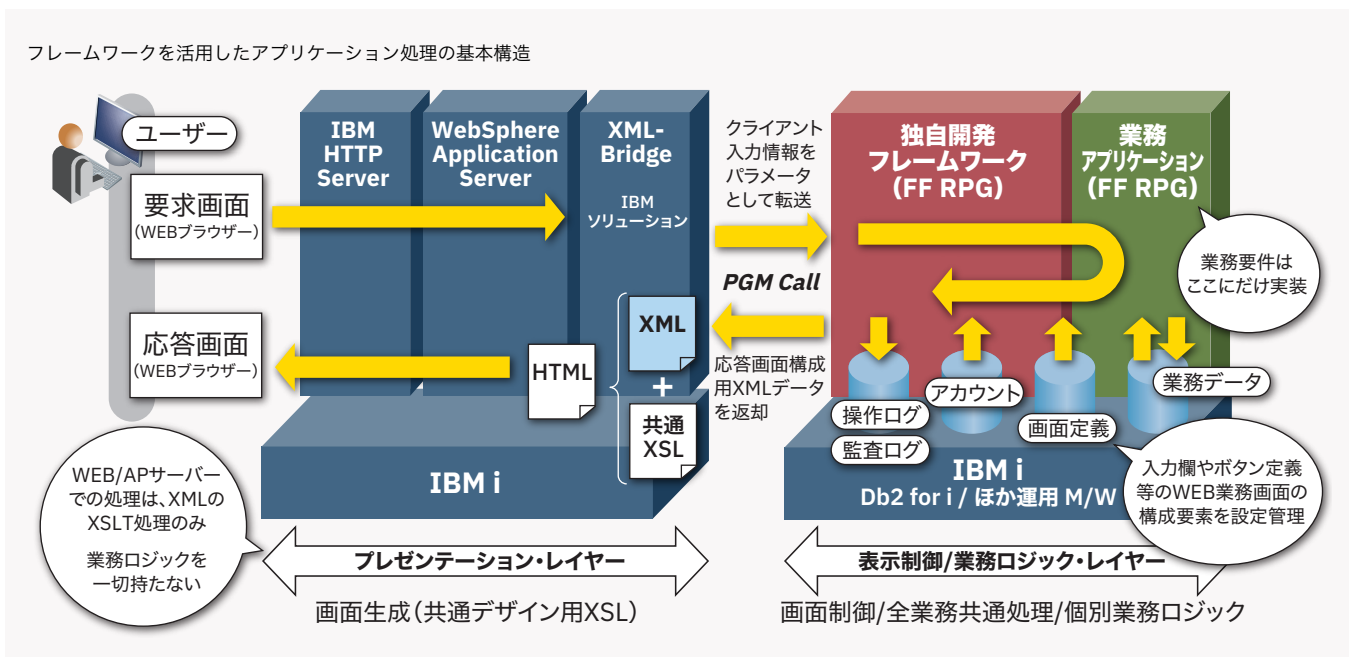 フレームワークを活用したアプリケーション処理の基本構造
ユーザー
要求画面
(WEBブラウザー)
応答画面
(WEBブラウザー)
IBM
HTTP
Server
WebSphere
Application
Server
XML-
Bridge
IBM
ソリューション
HTML
XML
+
共通
XSL
IBM i
クライアント
入力情報を
パラメータ
として転送
PGM Call
応答画面構成
用XMLデータ
を返却
独自開発
フレームワーク
(FF RPG)
業務
アプリケーション
(FF RPG)
業務要件は
ここにだけ実装
操作ログ
監査ログ
アカウント
画面定義
業務データ
IBM i
Db2 for i / ほか運用 M/W
入力欄やボタン定義
等のWEB業務画面の
構成要素を設定管理
WEB/APサーバー
での処理は、XMLの
XSLT処理のみ
業務ロジックを
一切持たない
プレゼンテーション・レイヤー
画面生成(共通デザイン用XSL)
表示制御/業務ロジック・レイヤー
画面制御/全業務共通処理/個別業務ロジック